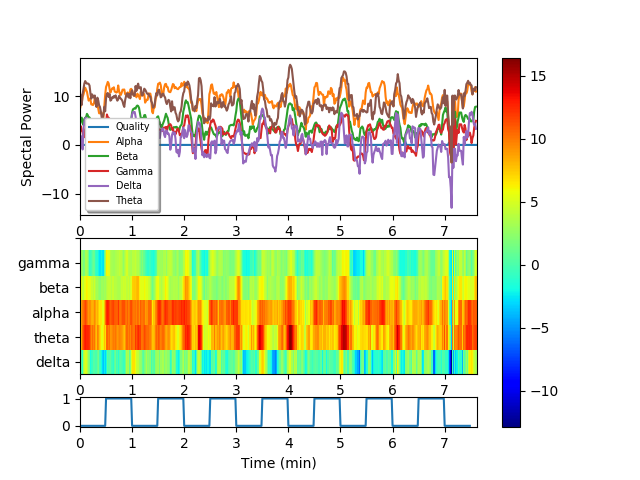 Spectal Power
10
0
−10
Quality
Alpha
Beta
Gamma
Delta
Theta
0 1 2 3 4 5 6 7
gamma
beta
alpha
theta
delta
0 1 2 3 4 5 6 7
1
0
0 1 2 3 4 5 6 7
Time (min)
15
10
5
0
−5
−10